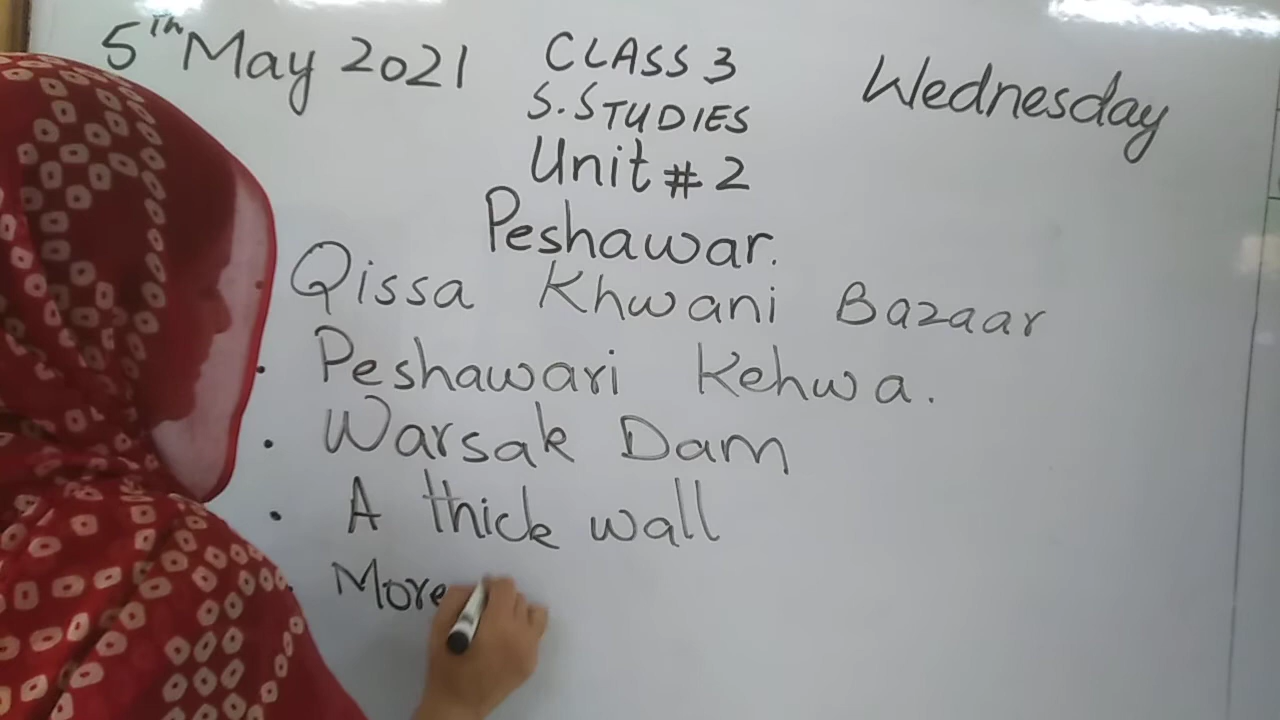 5th May 2021 CLASS 3 Wednesday
S.STUDIES
Unit # 2
Peshawar.
. Qissa Khwani Bazaar
. Peshawari Kehwa.
. Warsak Dam
. A thick wall
. More